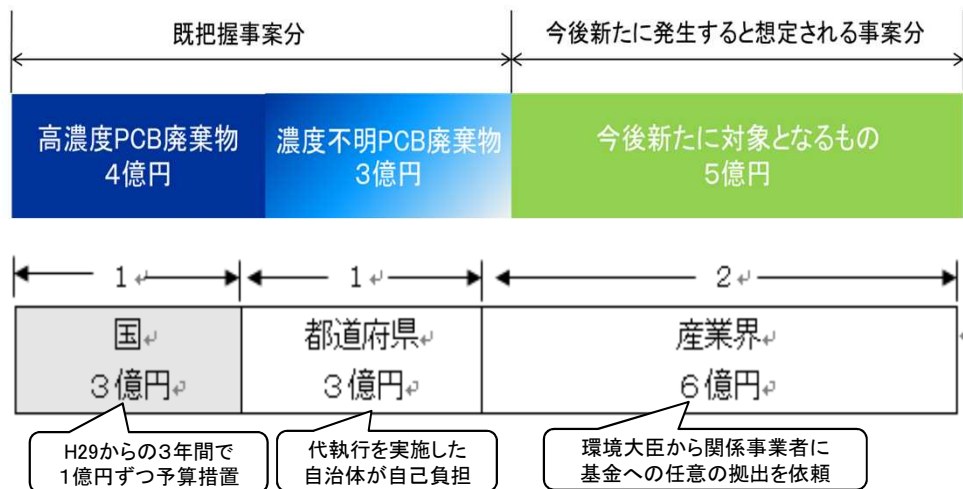 既把握事案分
今後新たに発生すると想定される事案分
高濃度PCB廃棄物
4億円
濃度不明PCB廃棄物
3億円
今後新たに対象となるもの
5億円
1↵
1↵
2↵
国↵
3億円↵
都道府県↵
3億円↵
産業界↵
6億円↵
H29からの3年間で
1億円ずつ予算措置
代執行を実施した
自治体が自己負担
環境大臣から関係事業者に
基金への任意の拠出を依頼